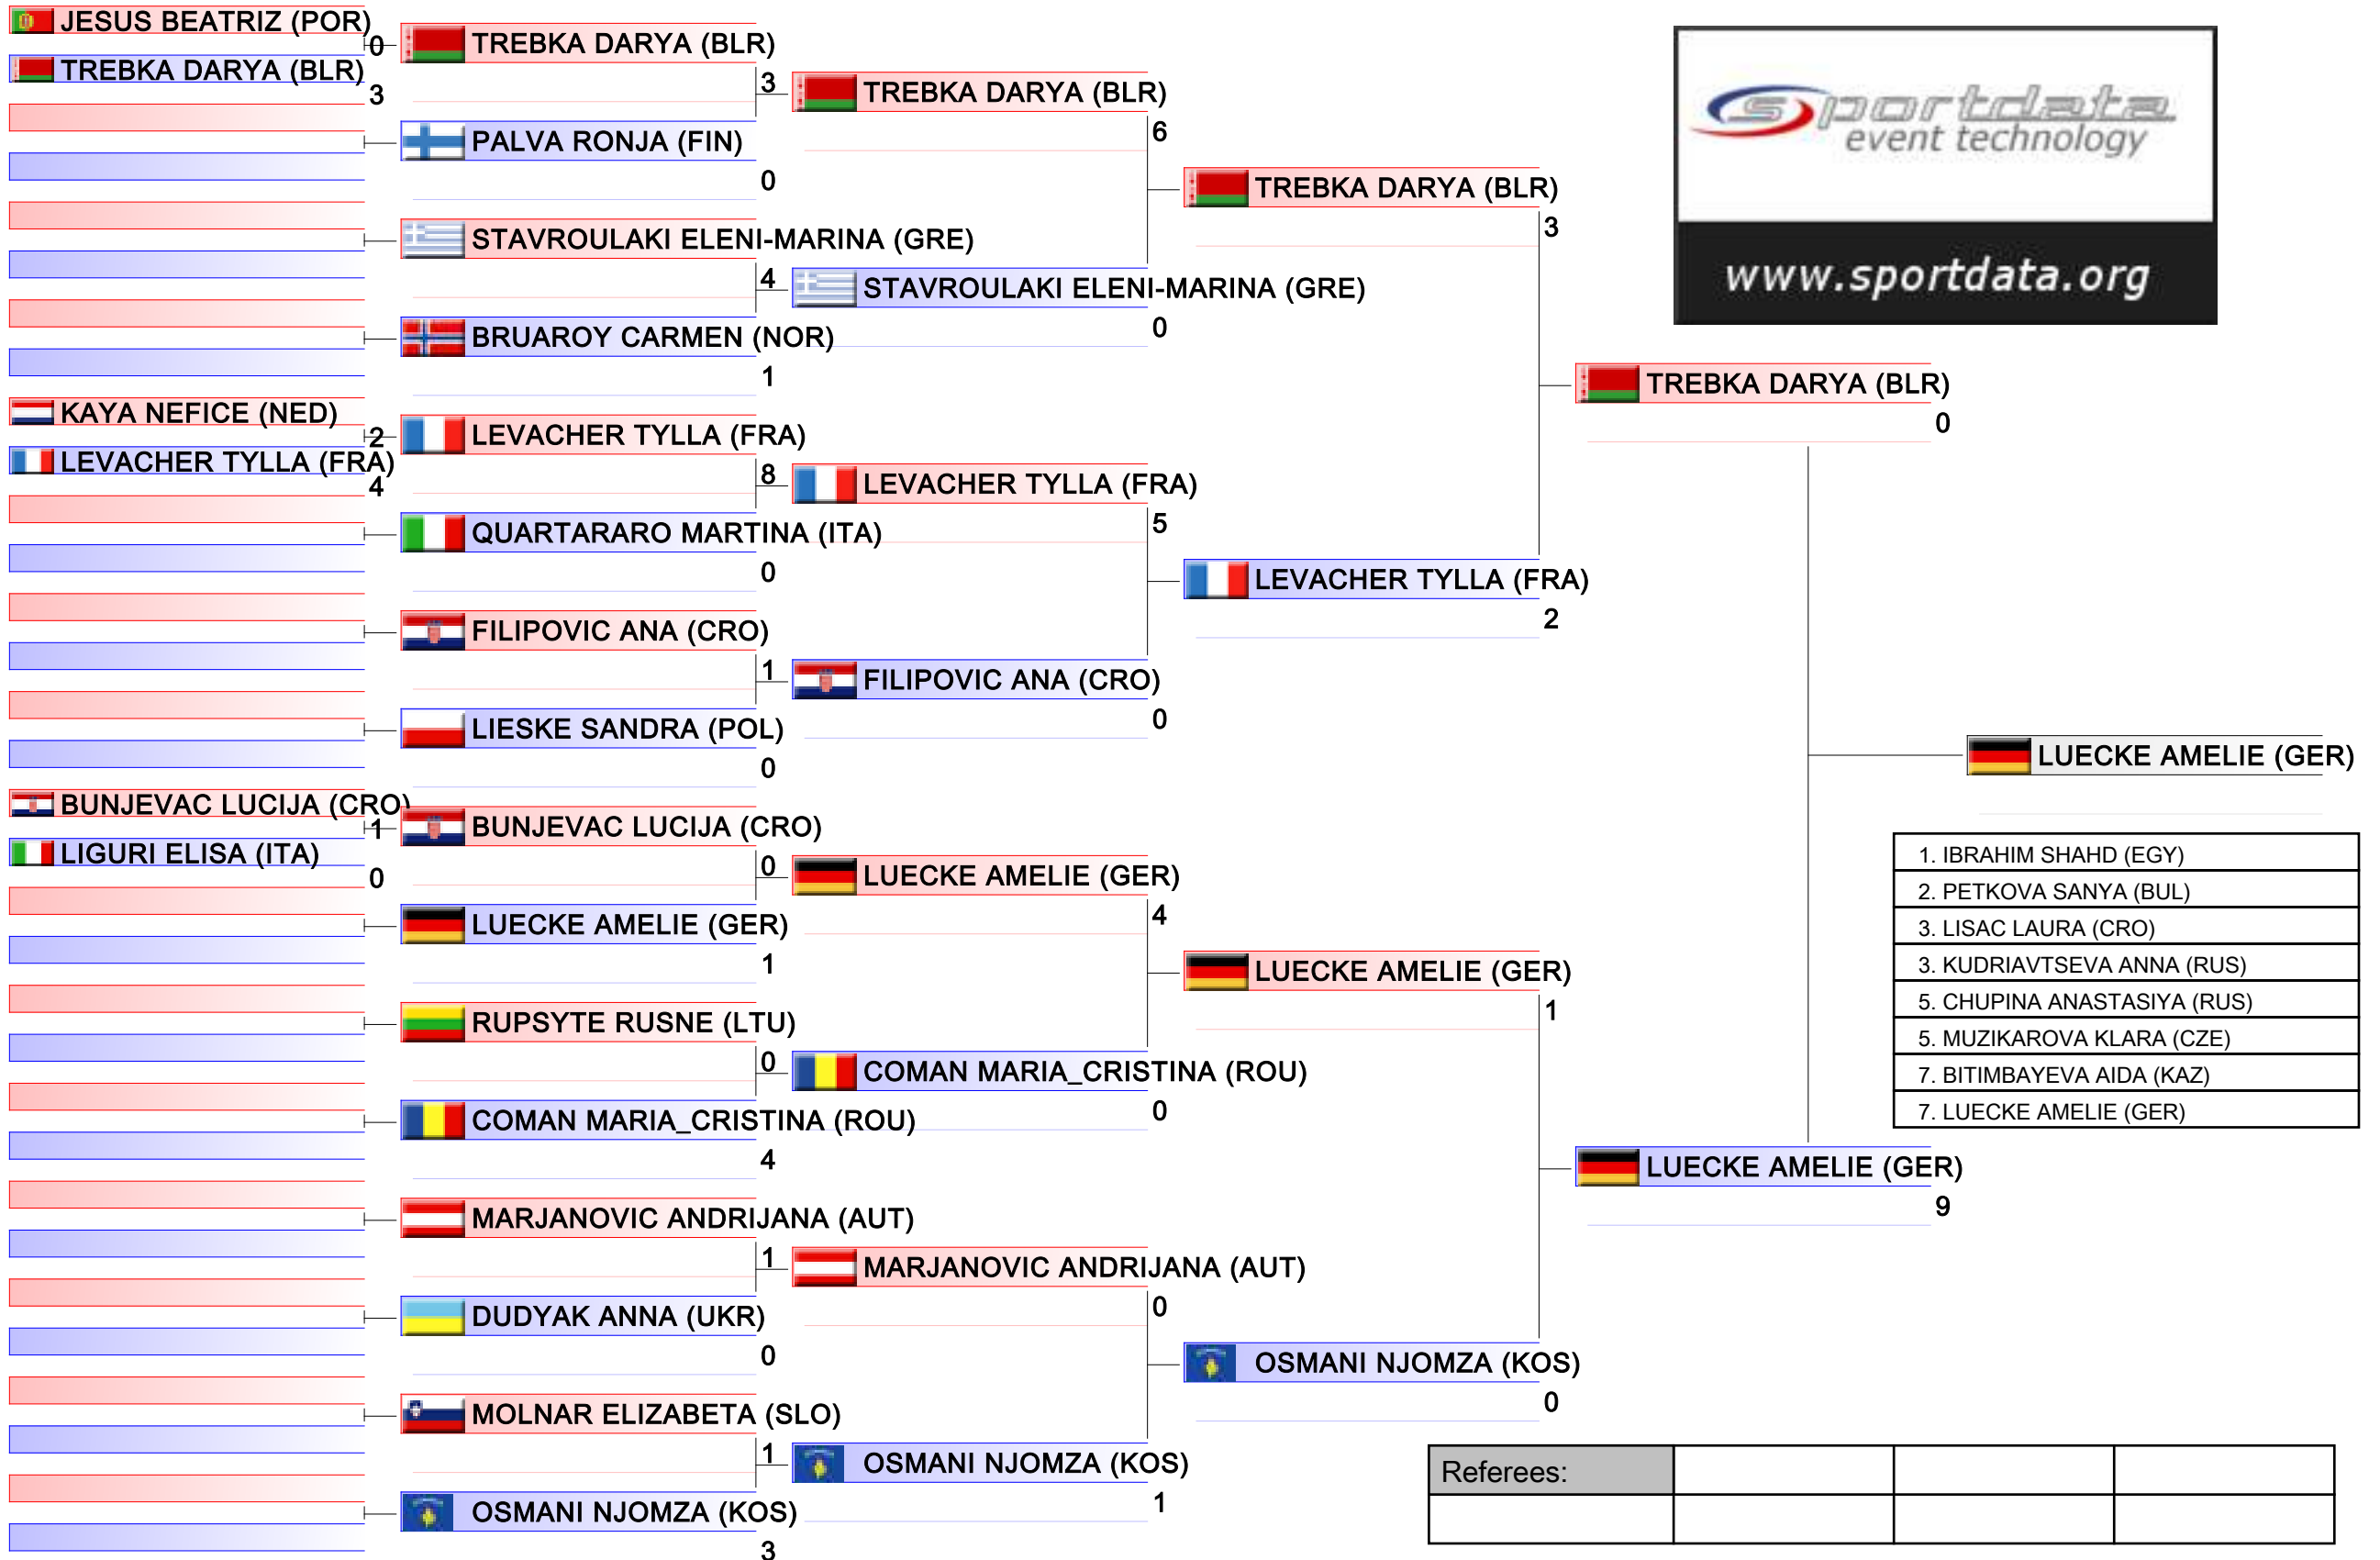 JESUS BEATRIZ (POR)
0
TREBKA DARYA (BLR)
3
KAYA NEFICE (NED)
2
LEVACHER TYLLA (FRA)
4
BUNJEVAC LUCIJA (CRO)
1
LIGURI ELISA (ITA)
0
TREBKA DARYA (BLR)
3
PALVA RONJA (FIN)
0
STAVROULAKI ELENI-MARINA (GRE)
4
BRUAROY CARMEN (NOR)
1
LEVACHER TYLLA (FRA)
8
QUARTARARO MARTINA (ITA)
0
FILIPOVIC ANA (CRO)
1
LIESKE SANDRA (POL)
0
BUNJEVAC LUCIJA (CRO)
0
LUECKE AMELIE (GER)
1
RUPSYTE RUSNE (LTU)
0
COMAN MARIA_CRISTINA (ROU)
4
MARJANOVIC ANDRIJANA (AUT)
1
DUDYAK ANNA (UKR)
0
MOLNAR ELIZABETA (SLO)
1
OSMANI NJOMZA (KOS)
3
TREBKA DARYA (BLR)
6
STAVROULAKI ELENI-MARINA (GRE)
0
LEVACHER TYLLA (FRA)
5
FILIPOVIC ANA (CRO)
0
LUECKE AMELIE (GER)
4
COMAN MARIA_CRISTINA (ROU)
0
MARJANOVIC ANDRIJANA (AUT)
0
OSMANI NJOMZA (KOS)
1
TREBKA DARYA (BLR)
3
LEVACHER TYLLA (FRA)
2
LUECKE AMELIE (GER)
1
OSMANI NJOMZA (KOS)
0
TREBKA DARYA (BLR)
0
LUECKE AMELIE (GER)
9
LUECKE AMELIE (GER)
sportdata
event technology
www.sportdata.org
1. IBRAHIM SHAHD (EGY)
2. PETKOVA SANYA (BUL)
3. LISAC LAURA (CRO)
3. KUDRIAVTSEVA ANNA (RUS)
5. CHUPINA ANASTASIYA (RUS)
5. MUZIKAROVA KLARA (CZE)
7. BITIMBAYEVA AIDA (KAZ)
7. LUECKE AMELIE (GER)
Referees: